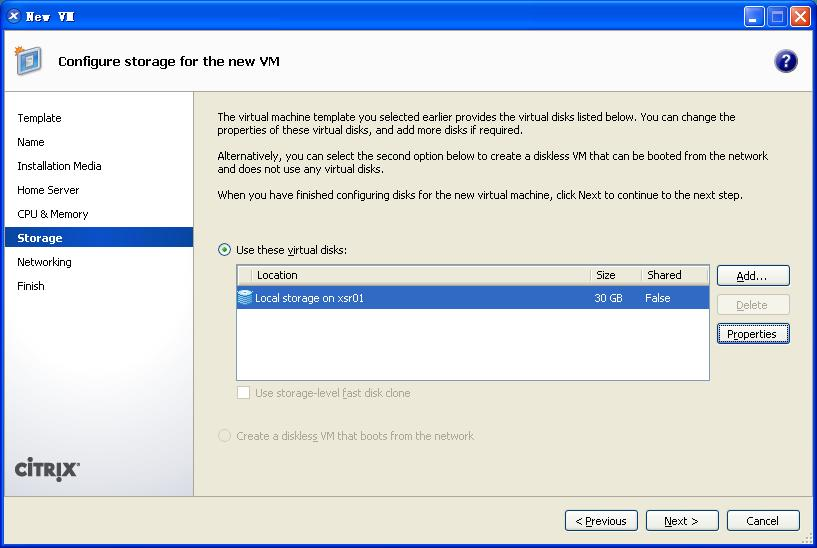 New VM
Configure storage for the new VM
?
Template
Name
Installation Media
Home Server
CPU & Memory
Storage
Networking
Finish
CİTRIX®
The virtual machine template you selected earlier provides the virtual disks listed below. You can change the
properties of these virtual disks, and add more disks if required.
Alternatively, you can select the second option below to create a diskless VM that can be booted from the network
and does not use any virtual disks.
When you have finished configuring disks for the new virtual machine, click Next to continue to the next step.
Use these virtual disks:
Location Size Shared
Local storage on xsr01 30 GB False
Add...
Delete
Properties
Use storage-level fast disk clone
Create a diskless VM that boots from the network
< Previous
Next >
Cancel